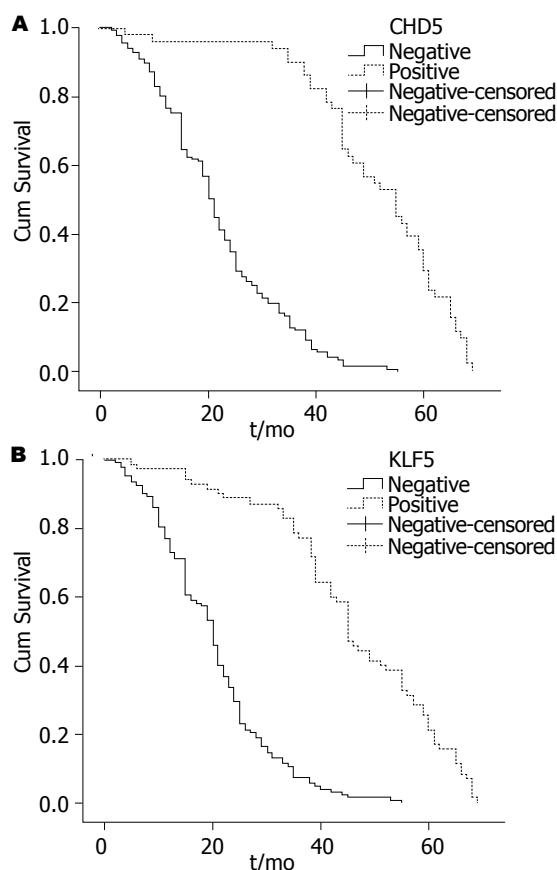 A
CHD5
Negative
Positive
Negative-censored
Negative-censored
Cum Survival
1.0
0.8
0.6
0.4
0.2
0.0
0 20 40 60
t/mo
B
KLF5
Negative
Positive
Negative-censored
Negative-censored
Cum Survival
1.0
0.8
0.6
0.4
0.2
0.0
0 20 40 60
t/mo